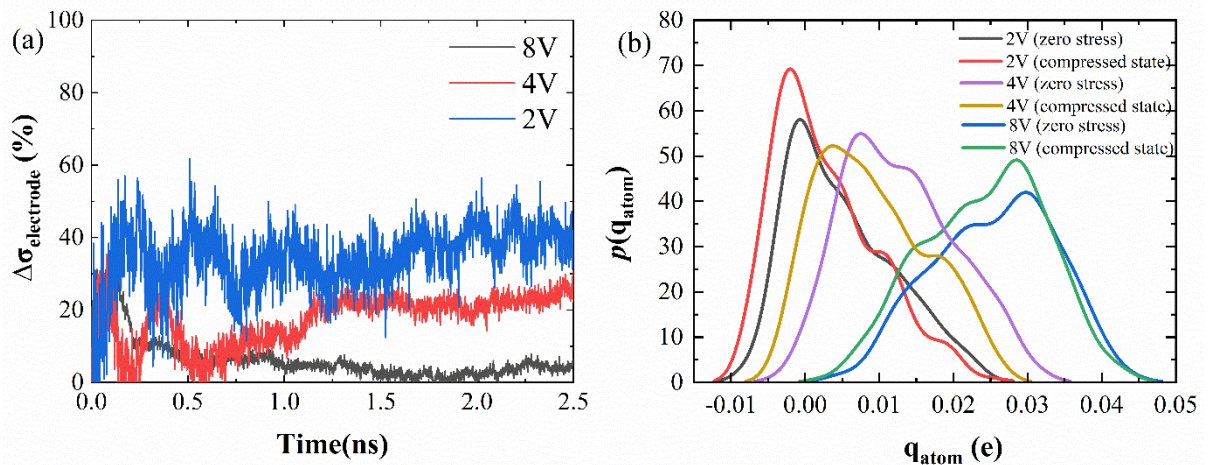 (a)
8V
4V
2V
100
80
60
40
20
0
Δσelectrode (%)
0.0 0.5 1.0 1.5 2.0 2.5
Time(ns)
(b)
2V (zero stress)
2V (compressed state)
4V (zero stress)
4V (compressed state)
8V (zero stress)
8V (compressed state)
80
70
60
50
40
30
20
10
0
p(qatom)
-0.01 0.00 0.01 0.02 0.03 0.04 0.05
qatom (e)